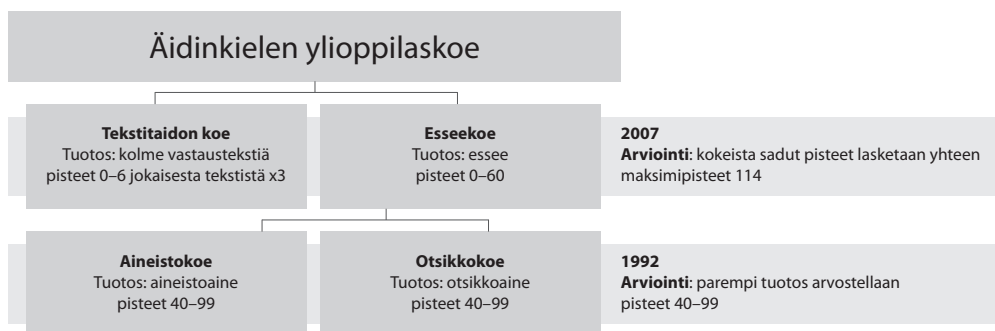 Äidinkielen ylioppilaskoe
Tekstitaidon koe
Tuotos: kolme vastaustekstiä
pisteet 0–6 jokaisesta tekstistä x3
Esseekoe
Tuotos: essee
pisteet 0–60
2007
Arviointi: kokeista sadut pisteet lasketaan yhteen
maksimipisteet 114
Aineistokoe
Tuotos: aineistoaine
pisteet 40–99
Otsikkokoe
Tuotos: otsikkoaine
pisteet 40–99
1992
Arviointi: parempi tuotos arvostellaan
pisteet 40–99